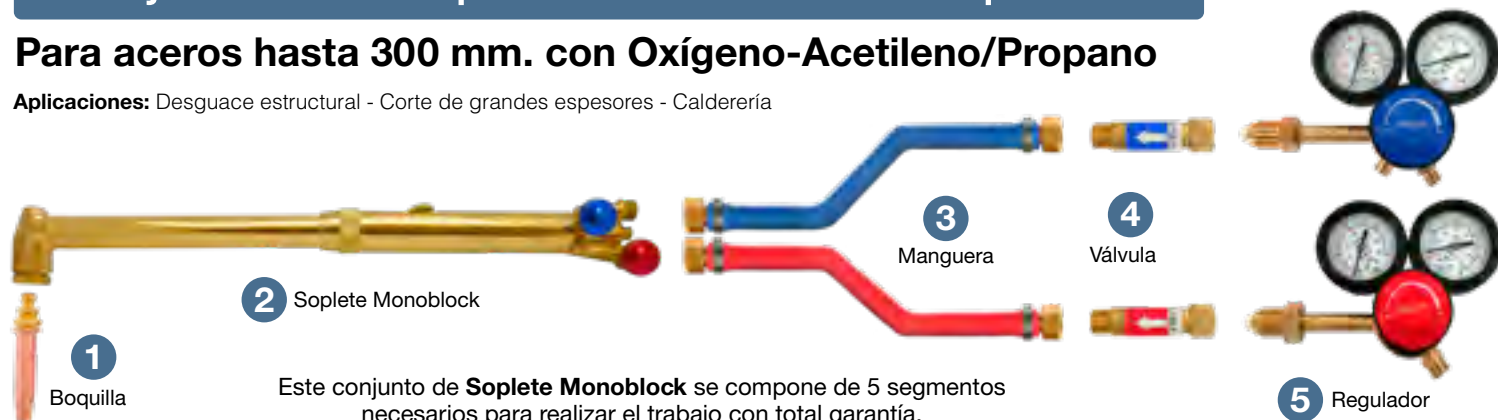 Para aceros hasta 300 mm. con Oxígeno-Acetileno/Propano
Aplicaciones: Desguace estructural - Corte de grandes espesores - Calderería
3
Manguera
4
Válvula
2 Soplete Monoblock
1
Boquilla
Este conjunto de Soplete Monoblock se compone de 5 segmentos
necesarios para realizar el trabajo con total garantía.
5 Regulador